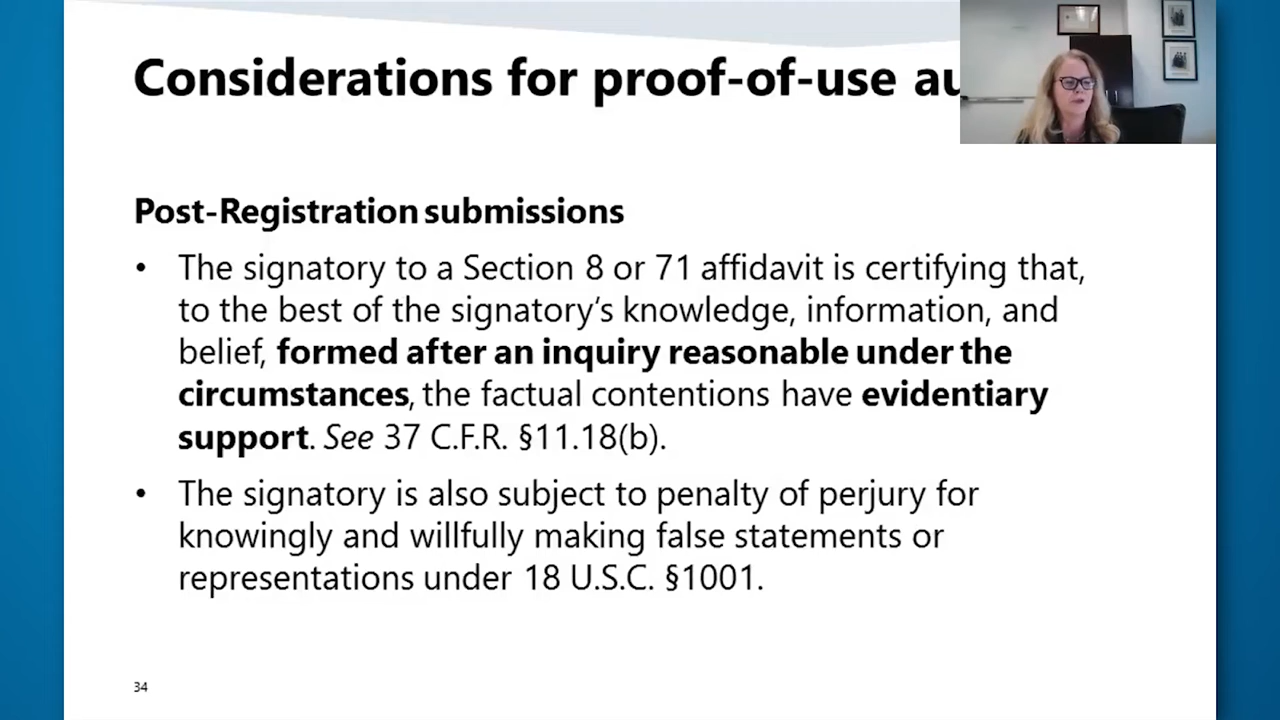 Considerations for proof-of-use au
Post-Registration submissions
• The signatory to a Section 8 or 71 affidavit is certifying that,
to the best of the signatory’s knowledge, information, and
belief, formed after an inquiry reasonable under the
circumstances, the factual contentions have evidentiary
support. See 37 C.F.R. §11.18(b).
• The signatory is also subject to penalty of perjury for
knowingly and willfully making false statements or
representations under 18 U.S.C. §1001.
34